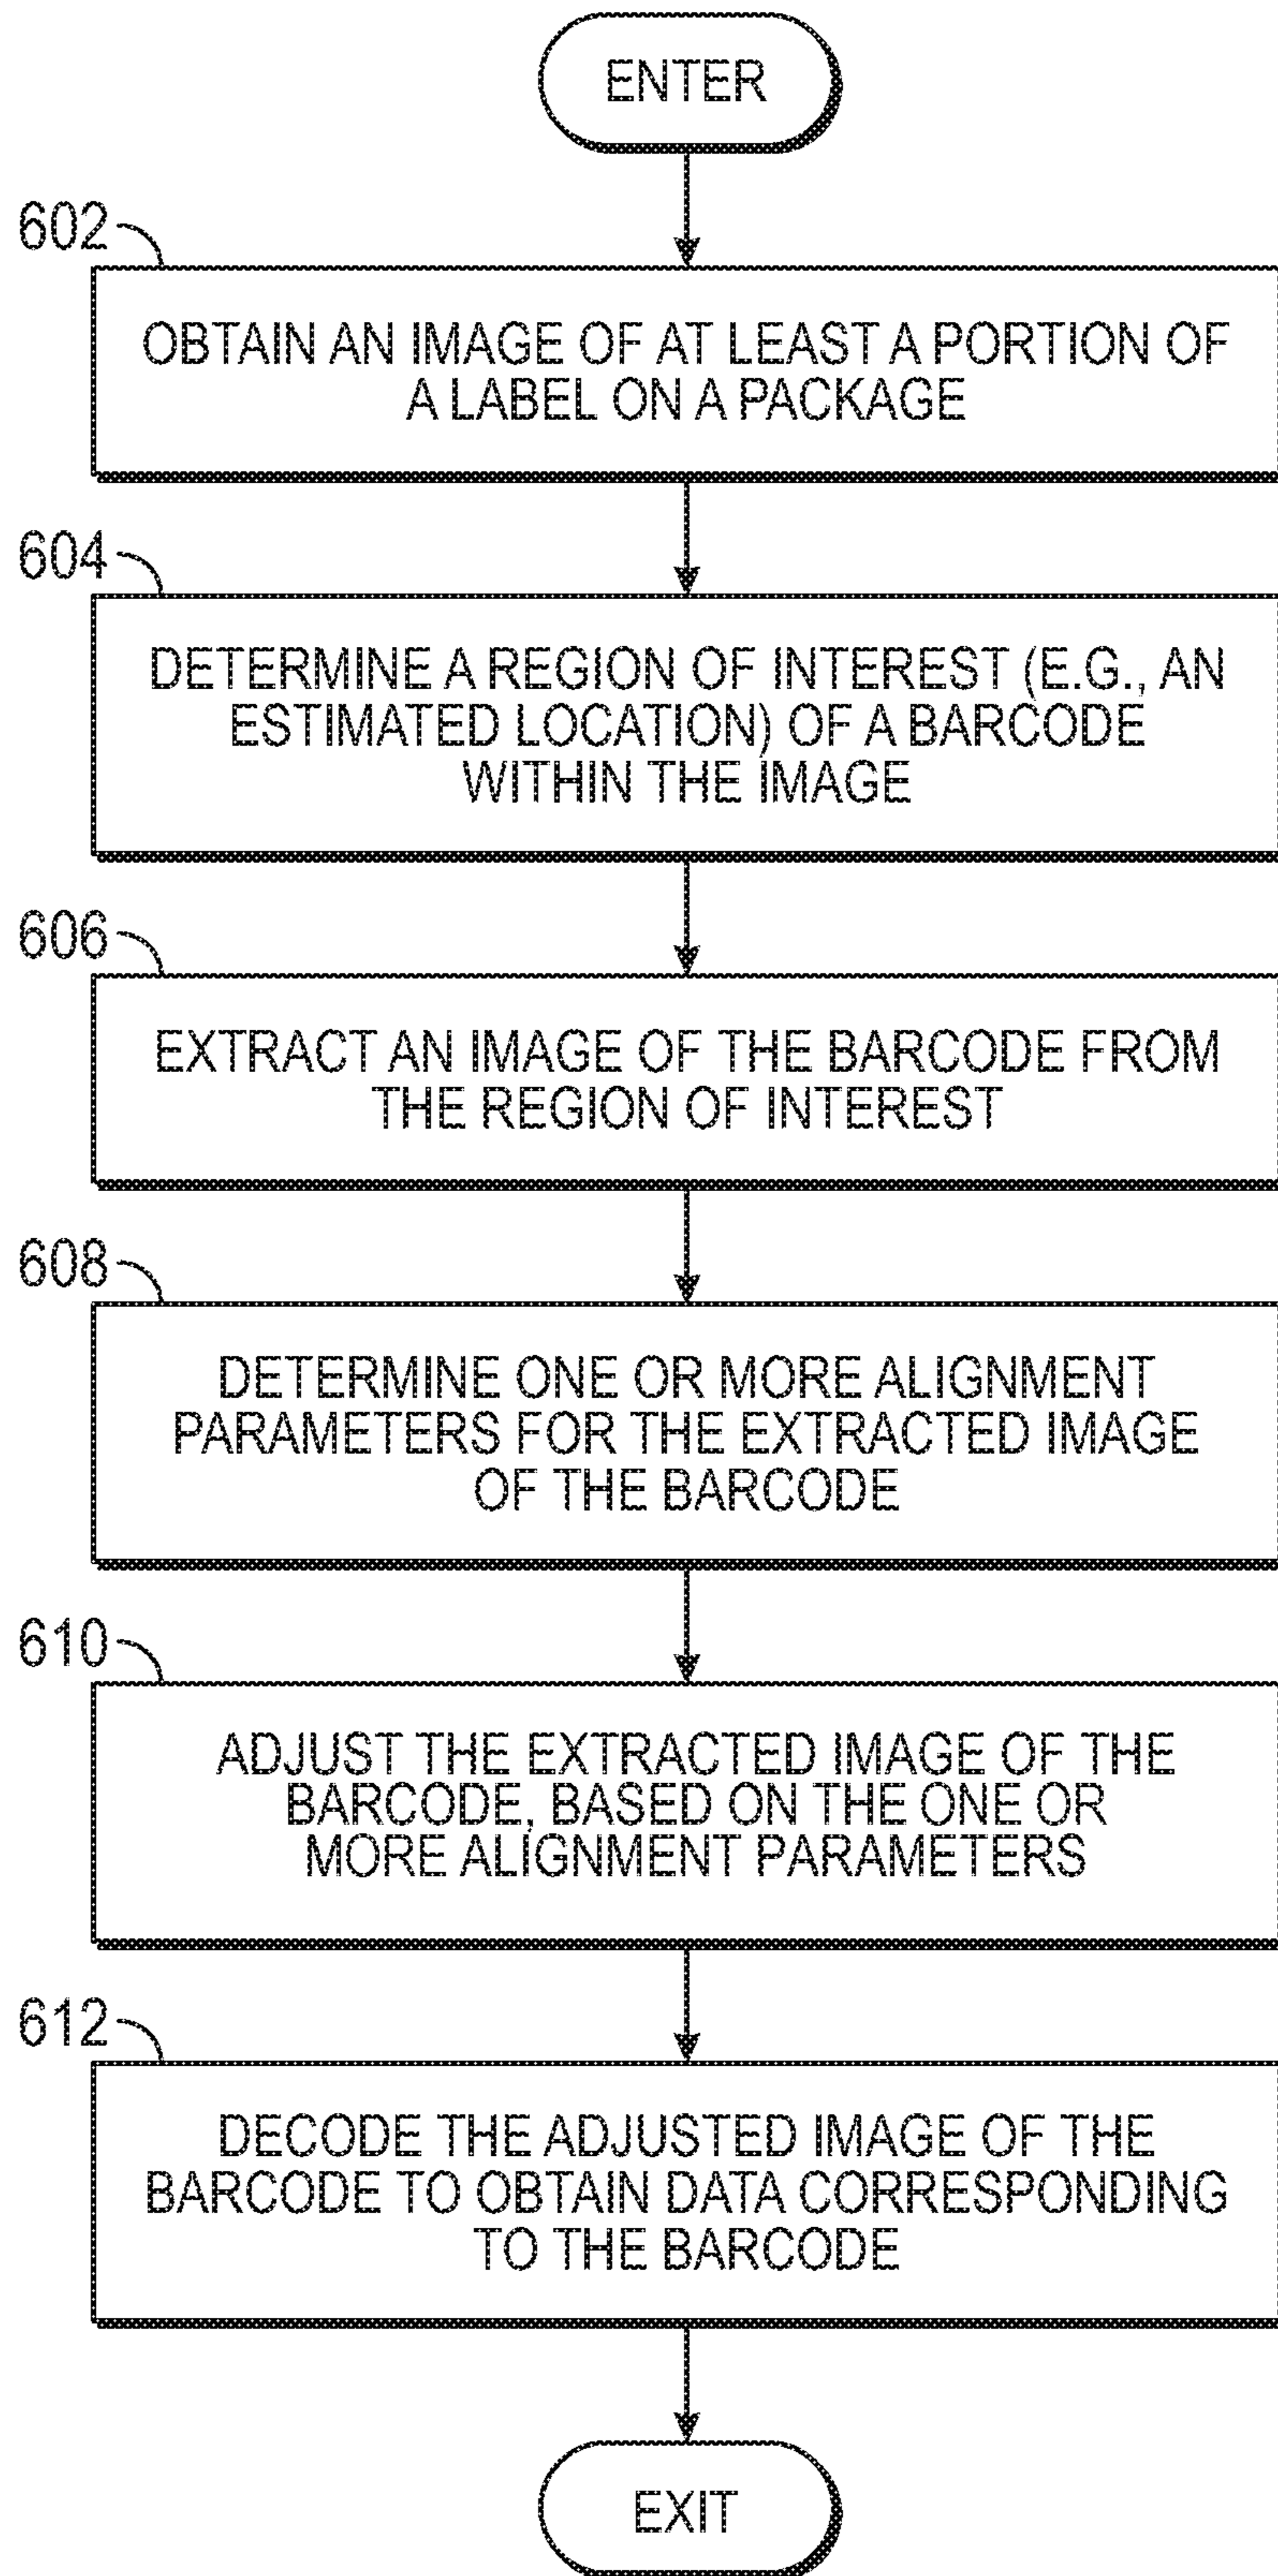 ENTER
602
OBTAIN AN IMAGE OF AT LEAST A PORTION OF
A LABEL ON A PACKAGE
604
DETERMINE A REGION OF INTEREST (E.G., AN
ESTIMATED LOCATION) OF A BARCODE
WITHIN THE IMAGE
606
EXTRACT AN IMAGE OF THE BARCODE FROM
THE REGION OF INTEREST
608
DETERMINE ONE OR MORE ALIGNMENT
PARAMETERS FOR THE EXTRACTED IMAGE
OF THE BARCODE
610
ADJUST THE EXTRACTED IMAGE OF THE
BARCODE, BASED ON THE ONE OR
MORE ALIGNMENT PARAMETERS
612
DECODE THE ADJUSTED IMAGE OF THE
BARCODE TO OBTAIN DATA CORRESPONDING
TO THE BARCODE
EXIT